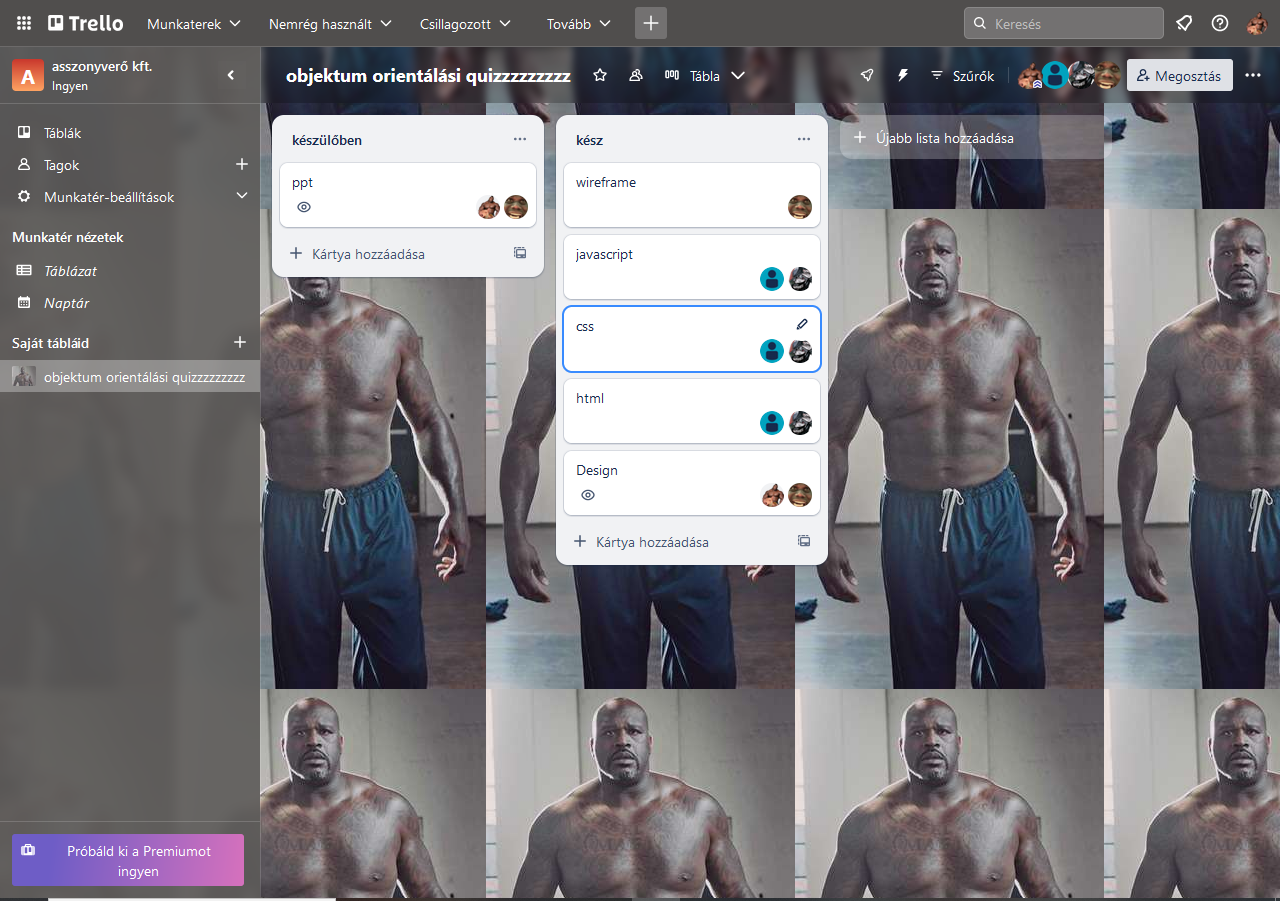 Trello
Munkaterek
Nemrég használt
Csillagozott
Tovább
Keresés
A
asszonyverő kft.
Ingyen
Táblák
Tagok
Munkatér-beállítások
Munkatér nézetek
Táblázat
Naptár
Saját tábláid
objektum orientálási quizzzzzzzzz
Próbáld ki a Premiumot
ingyen
objektum orientálási quizzzzzzzzz
Tábla
Szűrők
Megosztás
készülőben
ppt
Kártya hozzáadása
kész
wireframe
javascript
css
html
Design
Kártya hozzáadása
Újabb lista hozzáadása